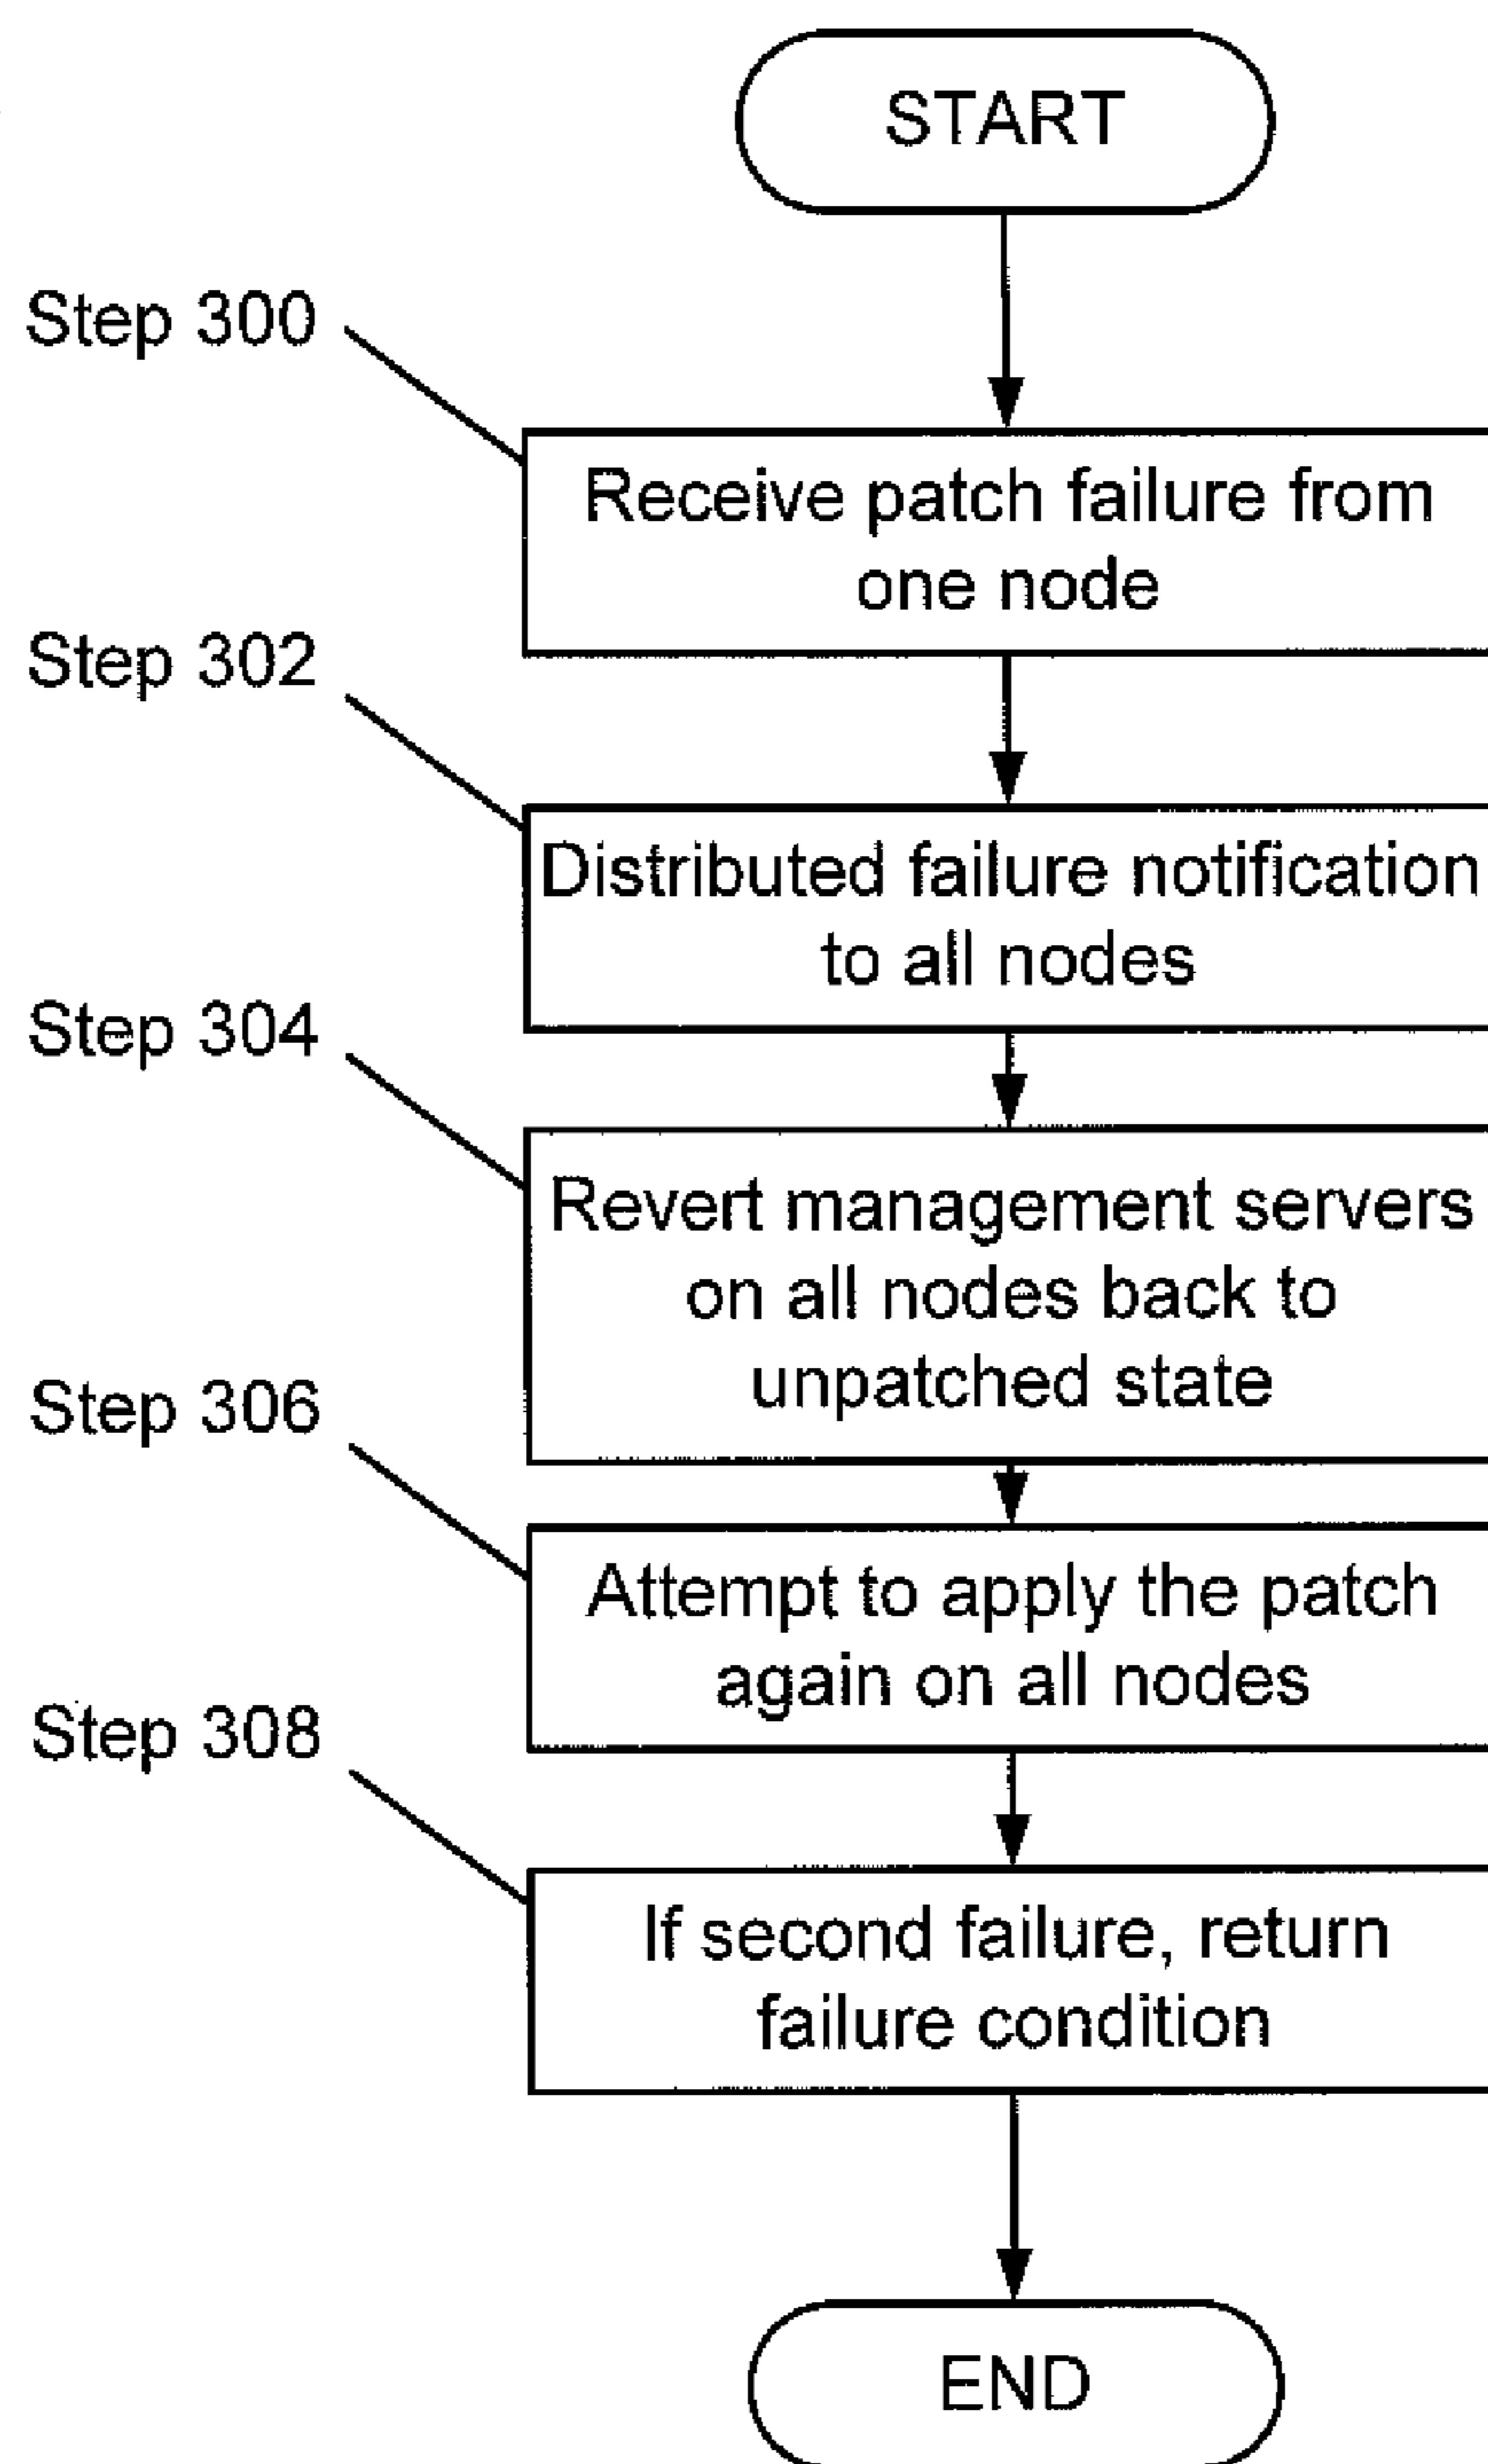 START
Step 300
Receive patch failure from
one node
Step 302
Distributed failure notification
to all nodes
Step 304
Revert management servers
on all nodes back to
unpatched state
Step 306
Attempt to apply the patch
again on all nodes
Step 308
If second failure, return
failure condition
END